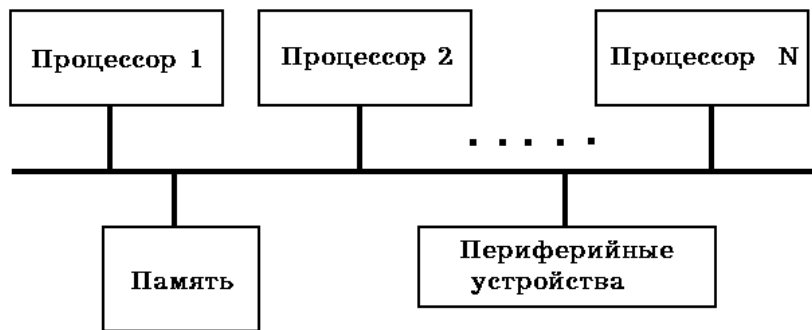 Процессор 1
Процессор 2
Процессор N
Память
Периферийные
устройства